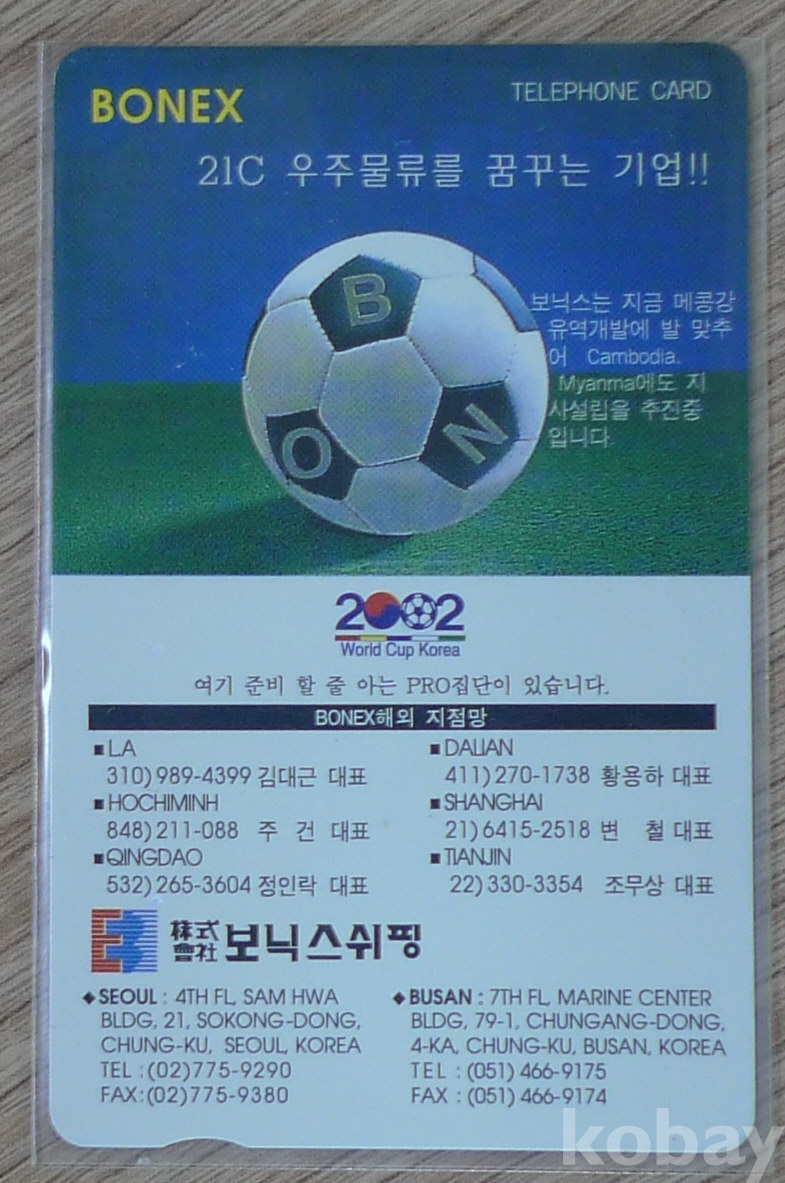 BONEX
TELEPHONE CARD
21C 우주물류를 꿈꾸는 기업!!
B
O
N
보닉스는 지금 메콩강
유역개발에 발 맞추
어 Cambodia.
Myanma에도 지
사설립을 추진중
입니다.
2002
World Cup Korea
여기 준비 할 줄 아는 PRO집단이 있습니다.
BONEX해외 지점망
■LA
310)989-4399 김대근 대표
■HOCHIMINH
848)211-088 주 건 대표
■QINGDAO
532)265-3604 정인락 대표
■DALIAN
411)270-1738 황용하 대표
■SHANGHAI
21)6415-2518 변 철 대표
■TIANJIN
22)330-3354 조무상 대표
株式會社 보닉스쉬핑
◆SEOUL : 4TH FL, SAM HWA
BLDG, 21, SOKONG-DONG,
CHUNG-KU, SEOUL, KOREA
TEL :(02)775-9290
FAX:(02)775-9380
◆BUSAN : 7TH FL, MARINE CENTER
BLDG, 79-1, CHUNGANG-DONG,
4-KA, CHUNG-KU, BUSAN, KOREA
TEL : (051) 466-9175
FAX : (051) 466-9174
kobay